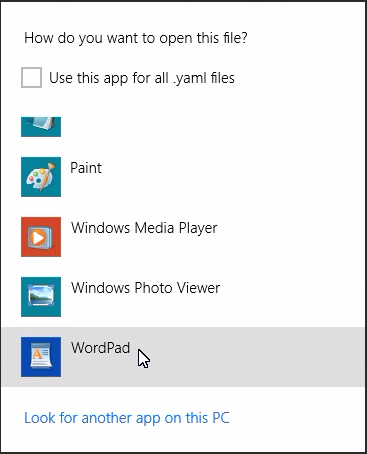 How do you want to open this file?
Use this app for all .yaml files
Paint
Windows Media Player
Windows Photo Viewer
WordPad
Look for another app on this PC